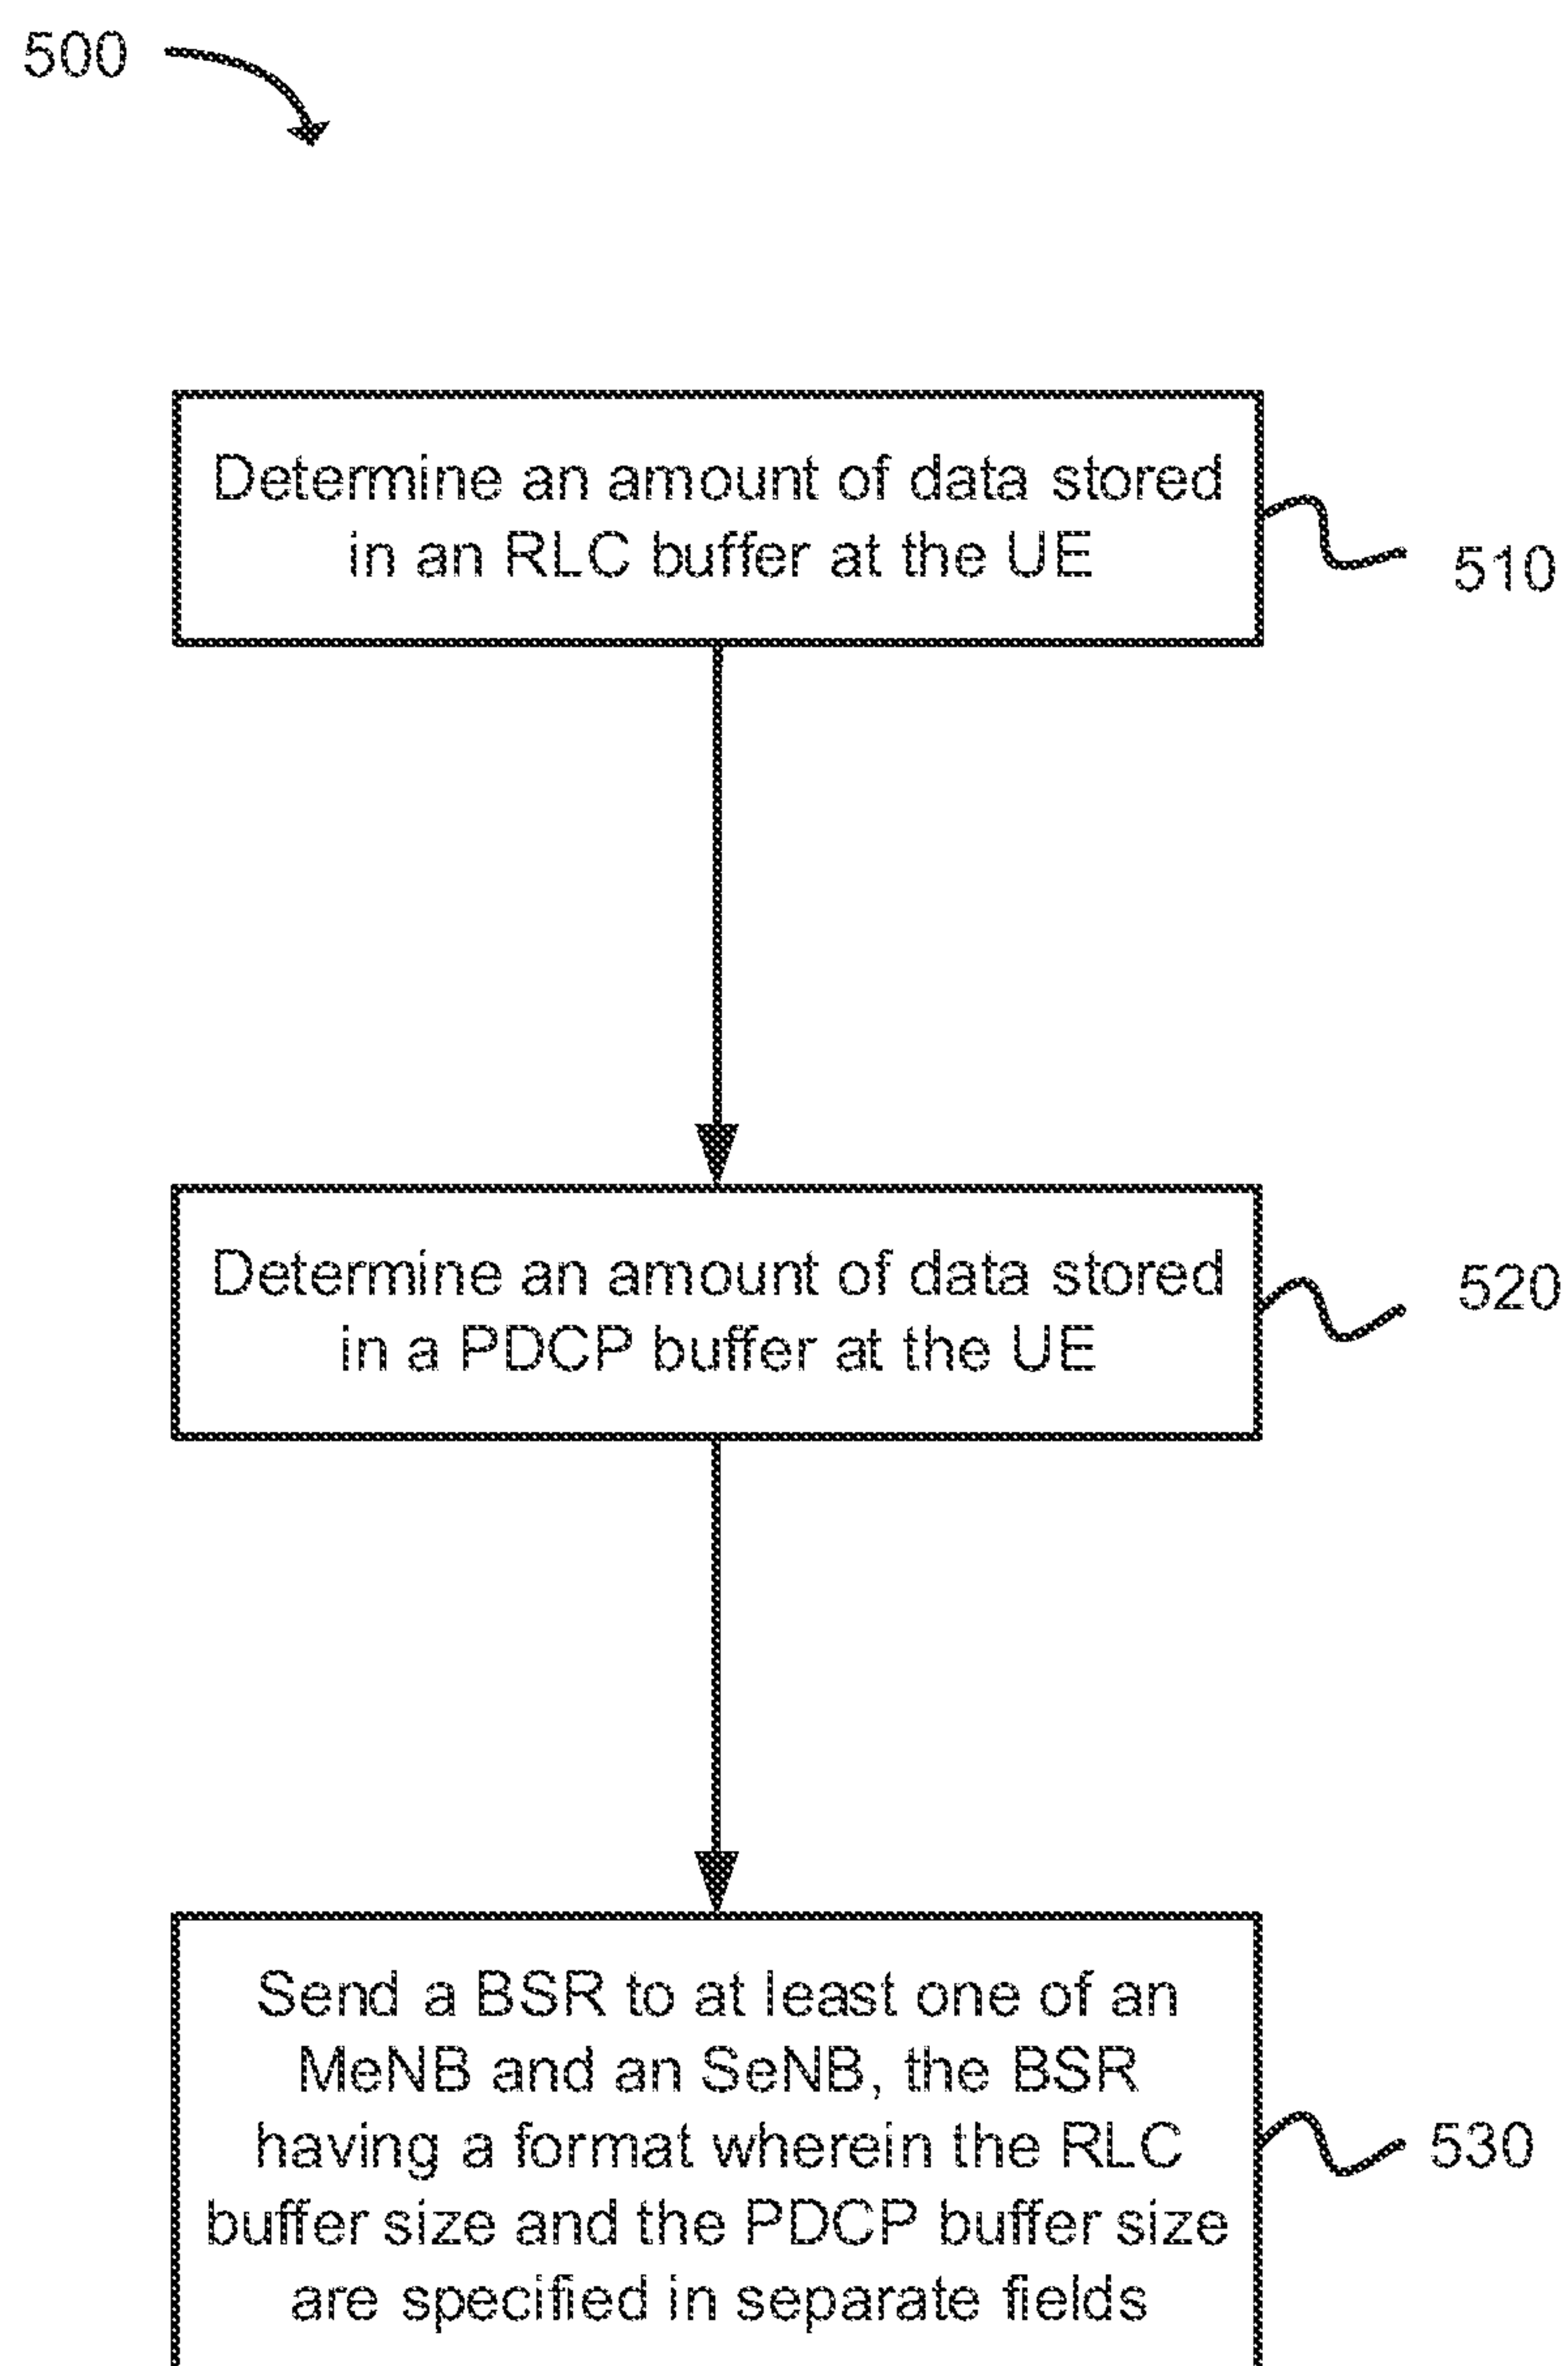 500
Determine an amount of data stored
in an RLC buffer at the UE
510
Determine an amount of data stored
in a PDCP buffer at the UE
520
Send a BSR to at least one of an
MeNB and an SeNB, the BSR
having a format wherein the RLC
buffer size and the PDCP buffer size
are specified in separate fields
530